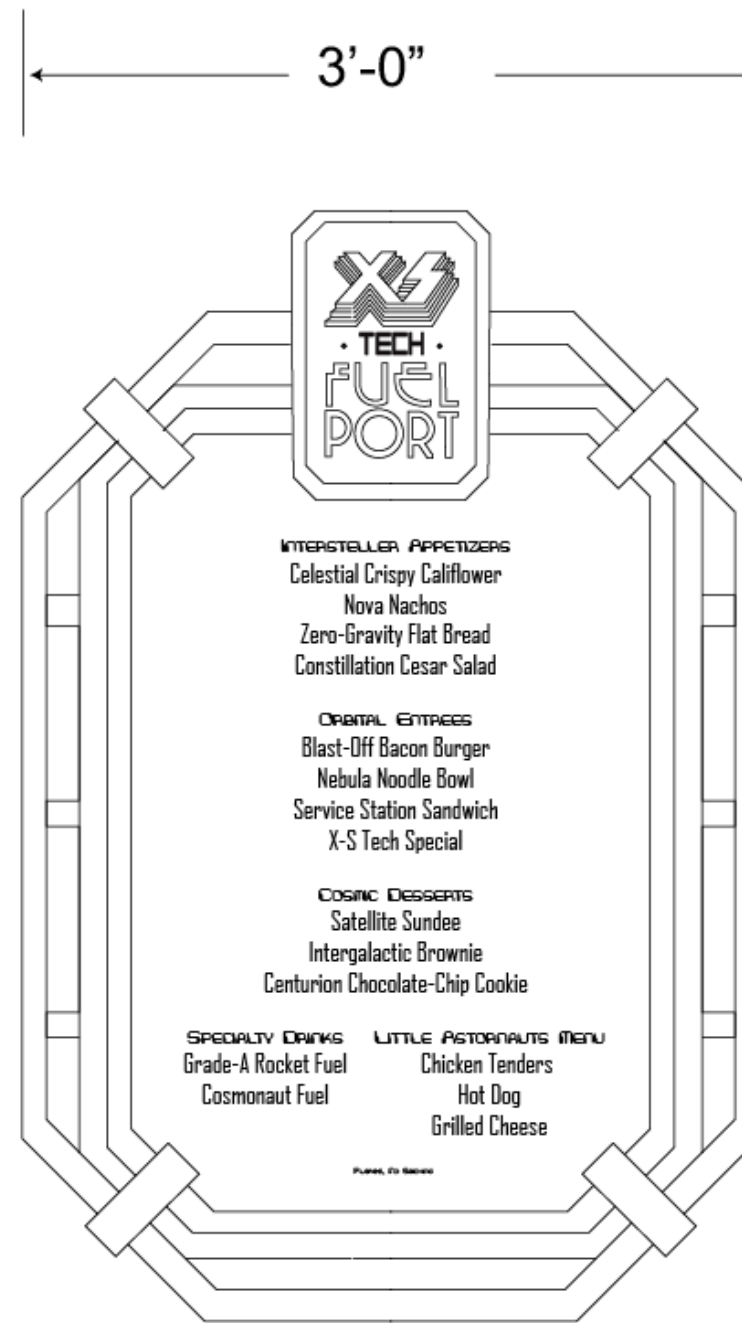 3'-0”
XS
· TECH ·
FUEL
PORT
INTERSTELLER APPETIZERS
Celestial Crispy Califlower
Nova Nachos
Zero-Gravity Flat Bread
Constillation Cesar Salad
ORBITAL ENTREES
Blast-Off Bacon Burger
Nebula Noodle Bowl
Service Station Sandwich
X-S Tech Special
COSMIC DESSERTS
Satellite Sundee
Intergalactic Brownie
Centurion Chocolate-Chip Cookie
SPECIALTY DRINKS
Grade-A Rocket Fuel
Cosmonaut Fuel
LITTLE ASTORNAUTS MENU
Chicken Tenders
Hot Dog
Grilled Cheese